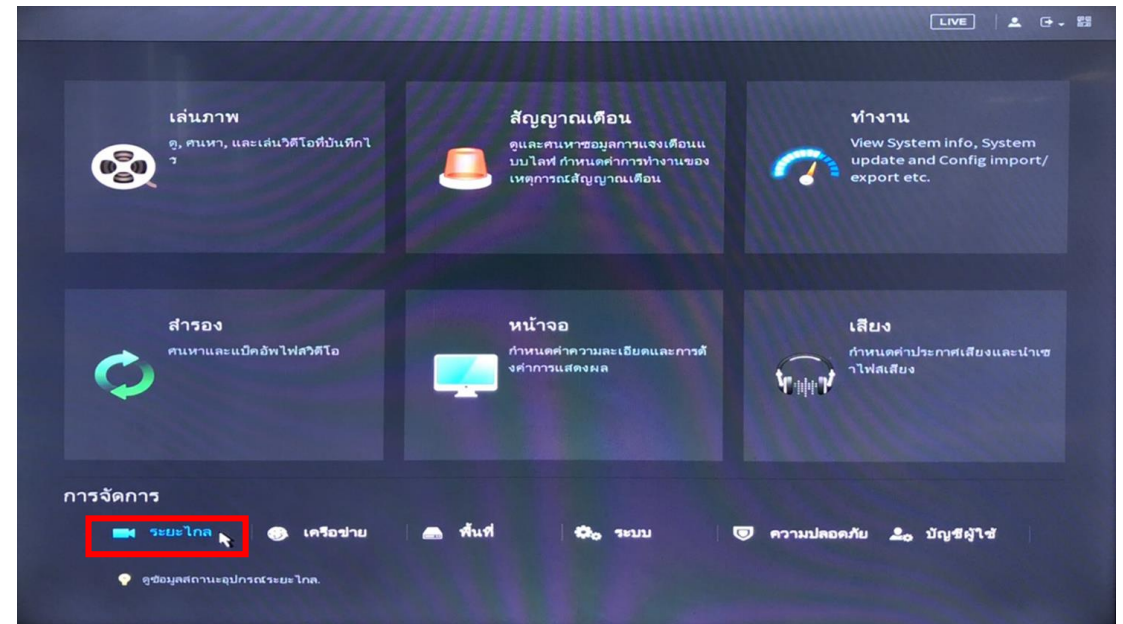 LIVE
เล่นภาพ
ดู, ศนหา, และเล่นวิดีโอที่บันทึกไ
ว
สัญญาณเตือน
ดูและศนหาซอมูลการแจงเตือนแ
บบไลฟ กำหนดค่าการทำงานของ
เหตุการณสัญญาณเตือน
ทำงาน
View System info, System
update and Config import/
export etc.
สำรอง
ศนหาและแบ็คอัพไฟสวิดีโอ
หน้าจอ
กำหนดค่าความละเอียดและการตั
งค่าการแสดงผล
เสียง
กำหนดค่าประกาศเสียงและนำเซ
าไฟสเสียง
การจัดการ
ระยะไกล เครือข่าย พื้นที่ ระบบ ความปลอดภัย บัญชีผู้ใช้
ดูข้อมูลสถานะอุปกรณ์ระยะไกล.